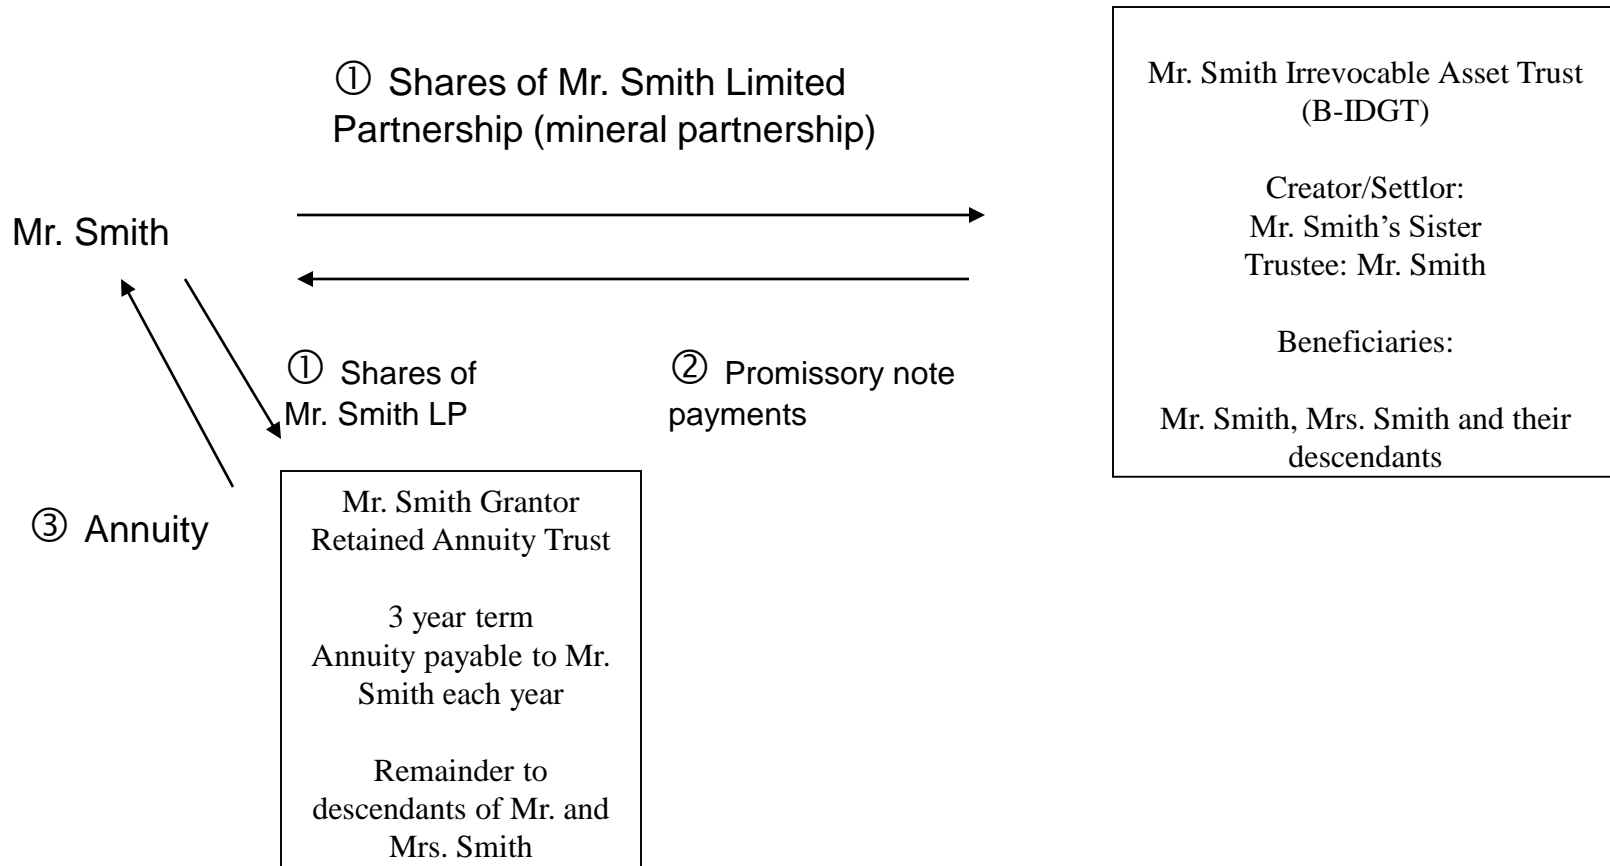 ① Shares of Mr. Smith Limited
Partnership (mineral partnership)
Mr. Smith
① Shares of
Mr. Smith LP
② Promissory note
payments
③ Annuity
Mr. Smith Irrevocable Asset Trust
(B-IDGT)
Creator/Settlor:
Mr. Smith’s Sister
Trustee: Mr. Smith
Beneficiaries:
Mr. Smith, Mrs. Smith and their
descendants
Mr. Smith Grantor
Retained Annuity Trust
3 year term
Annuity payable to Mr.
Smith each year
Remainder to
descendants of Mr. and
Mrs. Smith